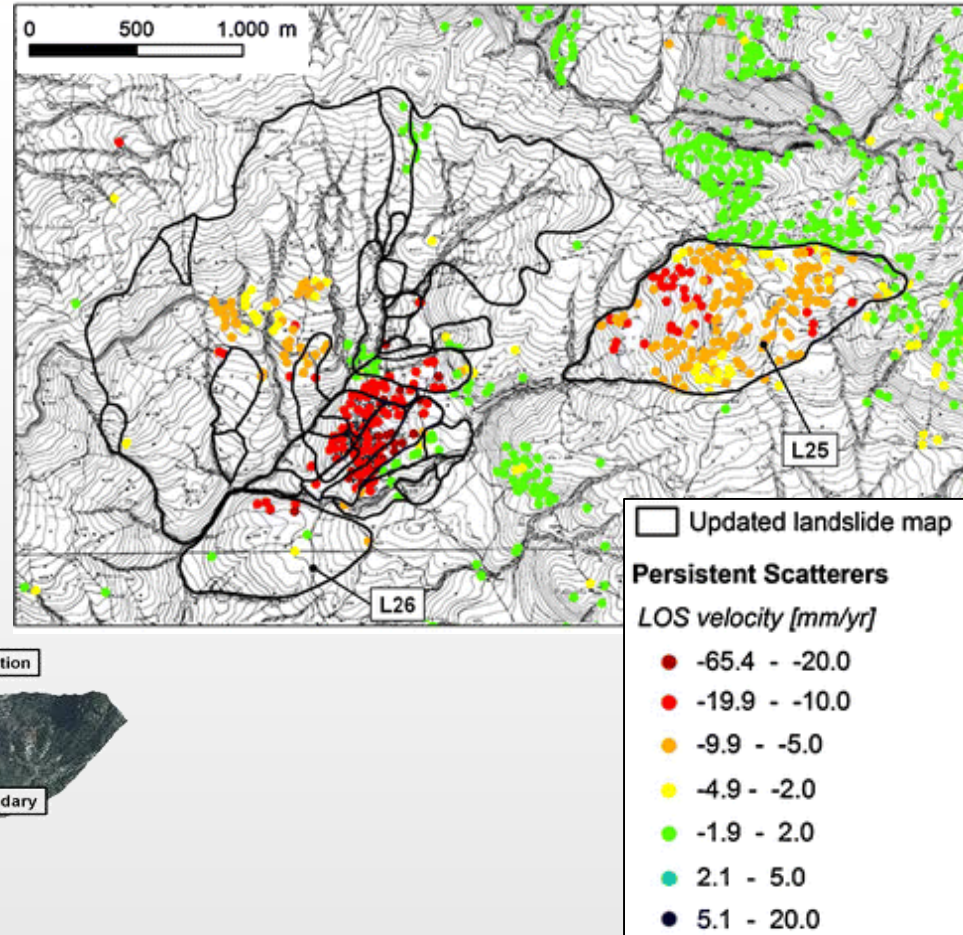 0 500 1.000 m
L25
L26
Updated landslide map
Persistent Scatterers
LOS velocity [mm/yr]
-65.4 - -20.0
-19.9 - -10.0
-9.9 - -5.0
-4.9 - -2.0
-1.9 - 2.0
2.1 - 5.0
5.1 - 20.0
tion
dary